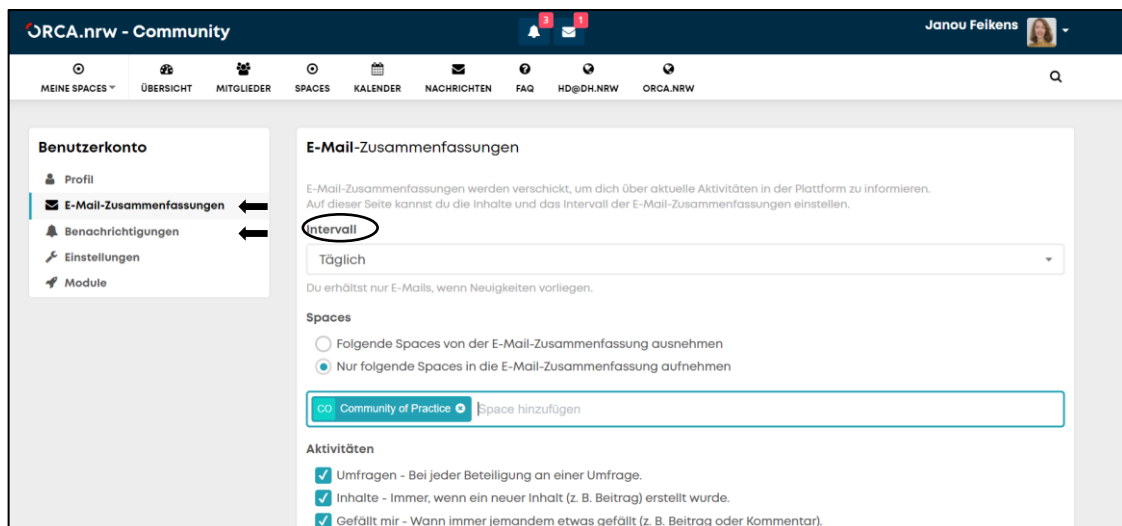 ORCA.nrw - Community
3
1
Janou Feikens
MEINE SPACES
ÜBERSICHT
MITGLIEDER
SPACES
KALENDER
NACHRICHTEN
FAQ
HD@DH.NRW
ORCA.NRW
Benutzerkonto
Profil
E-Mail-Zusammenfassungen
Benachrichtigungen
Einstellungen
Module
E-Mail-Zusammenfassungen
E-Mail-Zusammenfassungen werden verschickt, um dich über aktuelle Aktivitäten in der Plattform zu informieren.
Auf dieser Seite kannst du die Inhalte und das Intervall der E-Mail-Zusammenfassungen einstellen.
Intervall
Täglich
Du erhältst nur E-Mails, wenn Neuigkeiten vorliegen.
Spaces
Folgende Spaces von der E-Mail-Zusammenfassung ausnehmen
Nur folgende Spaces in die E-Mail-Zusammenfassung aufnehmen
CO Community of Practice Space hinzufügen
Aktivitäten
Umfragen - Bei jeder Beteiligung an einer Umfrage.
Inhalte - Immer, wenn ein neuer Inhalt (z. B. Beitrag) erstellt wurde.
Gefällt mir - Wann immer jemandem etwas gefällt (z. B. Beitrag oder Kommentar).